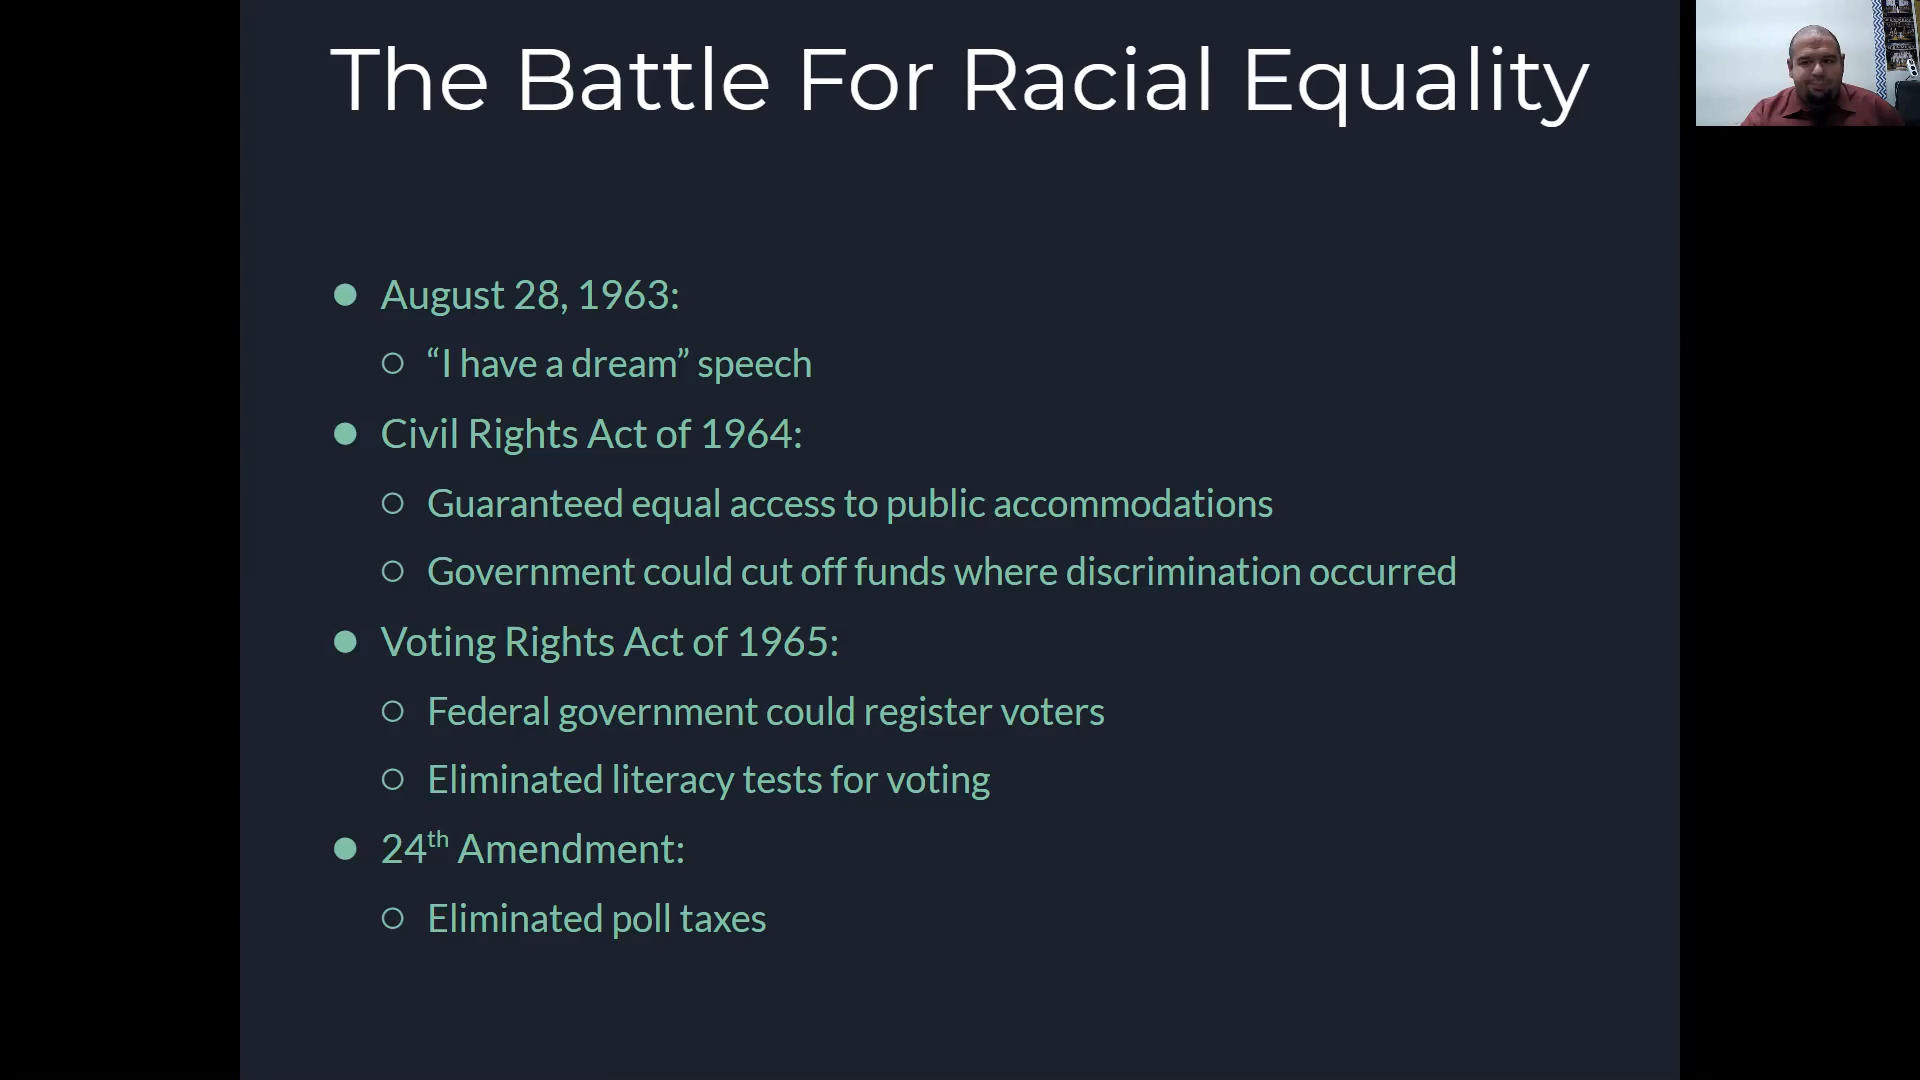 The Battle For Racial Equality
● August 28, 1963:
○ “I have a dream” speech
● Civil Rights Act of 1964:
○ Guaranteed equal access to public accommodations
○ Government could cut off funds where discrimination occurred
● Voting Rights Act of 1965:
○ Federal government could register voters
○ Eliminated literacy tests for voting
● 24th Amendment:
○ Eliminated poll taxes